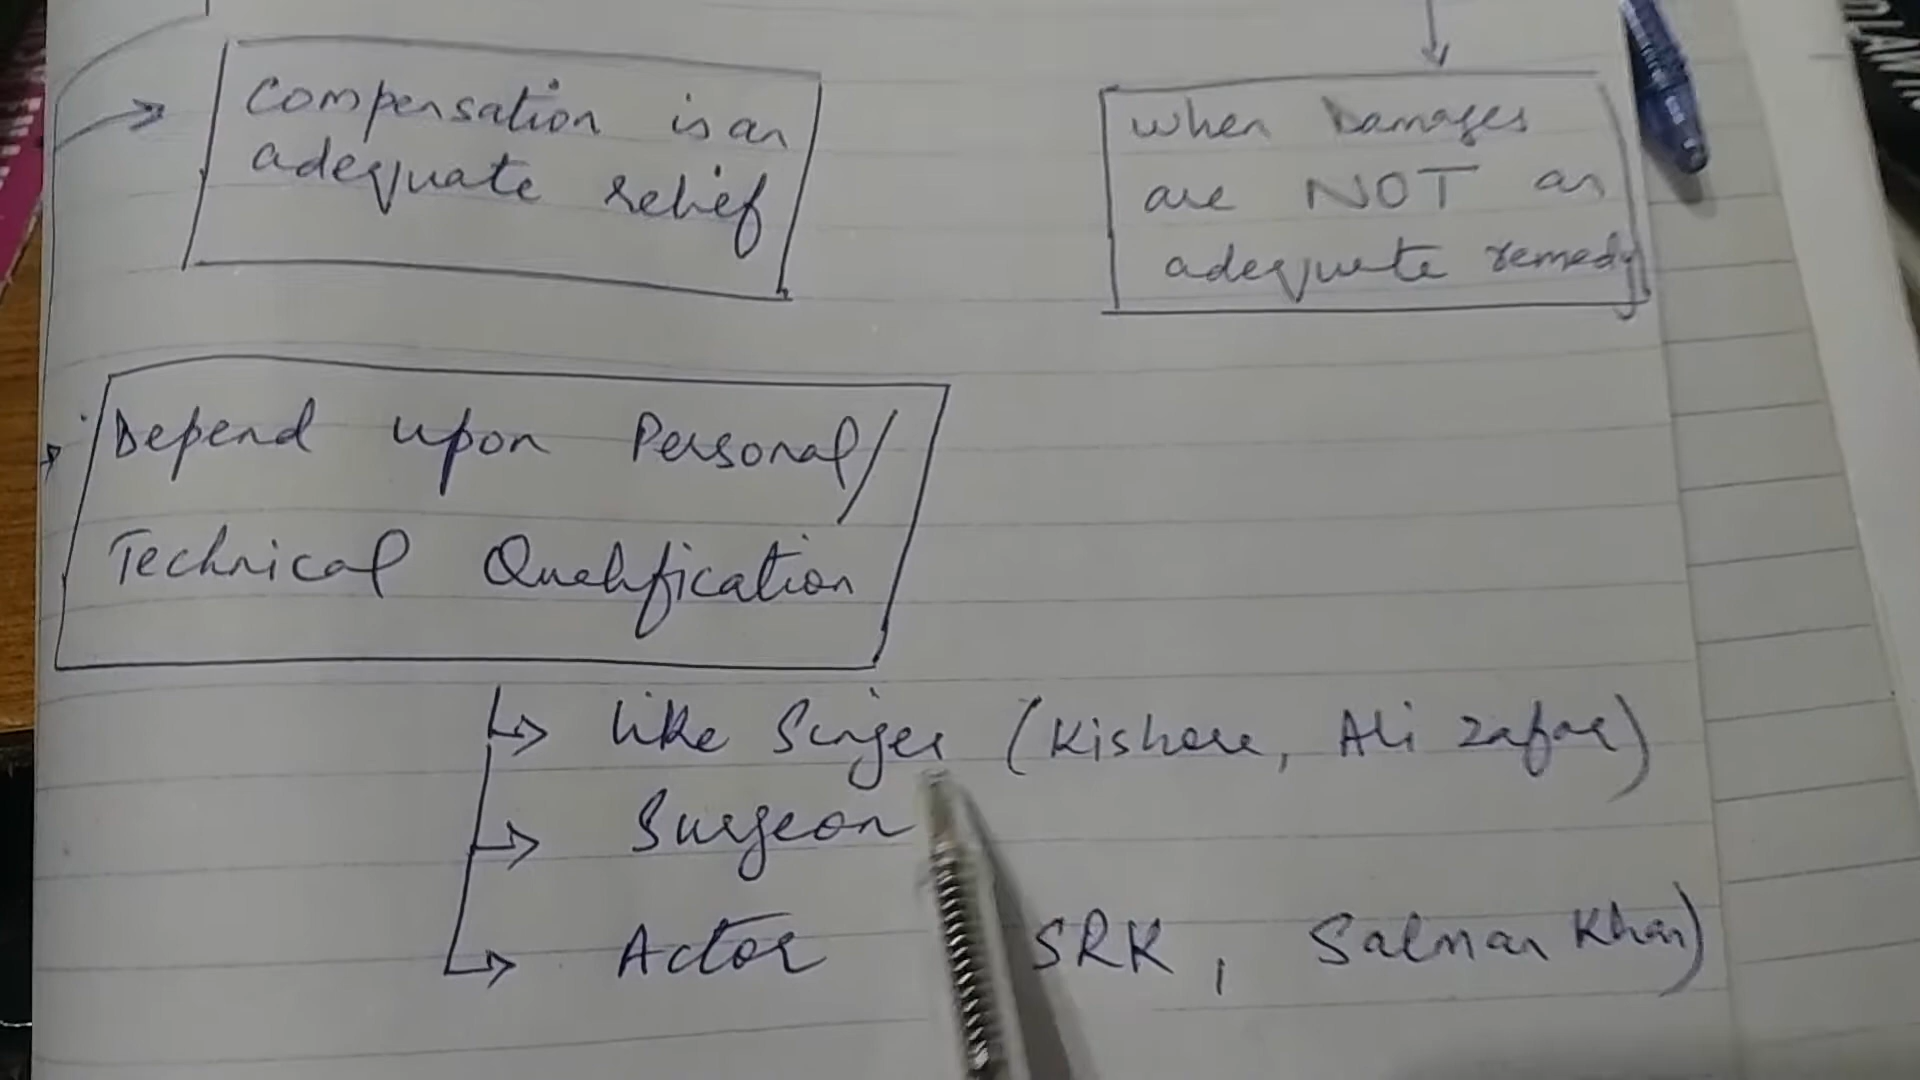 Compensation is an
adequate relief
when Damages
are NOT an
adequate remedy
Depend upon Personal/
Technical Qualification
like Singer (Kishore, Ali Zafar)
Surgeon
Actor SRK, Salman Khan)